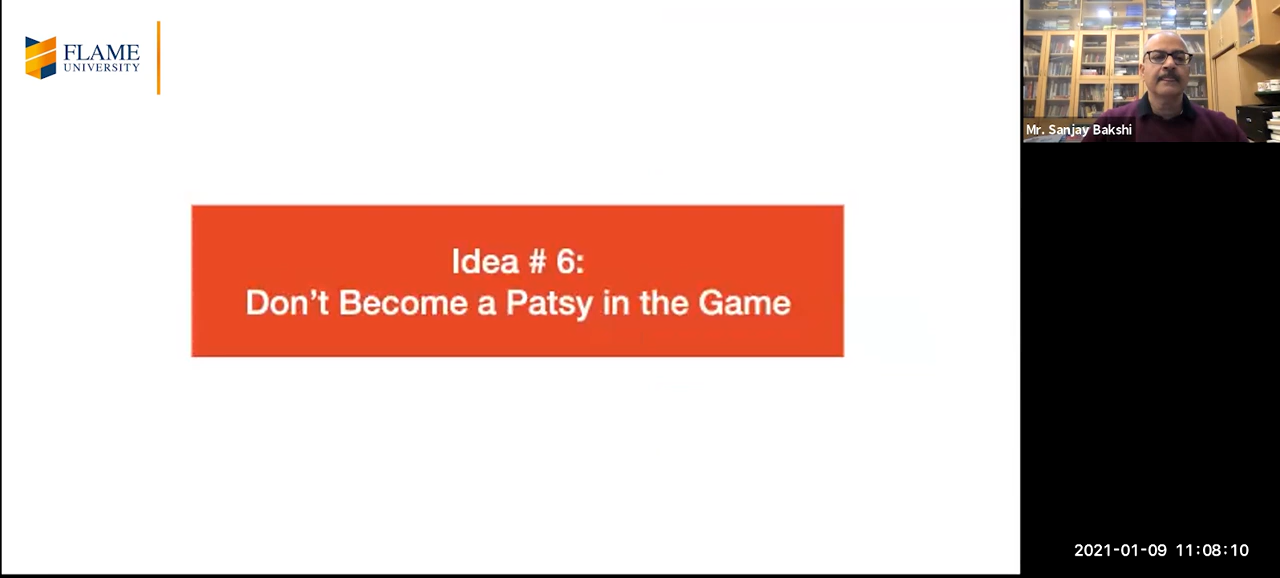 FLAME
UNIVERSITY
Mr. Sanjay Bakshi
Idea # 6:
Don't Become a Patsy in the Game
2021-01-09 11:08:10